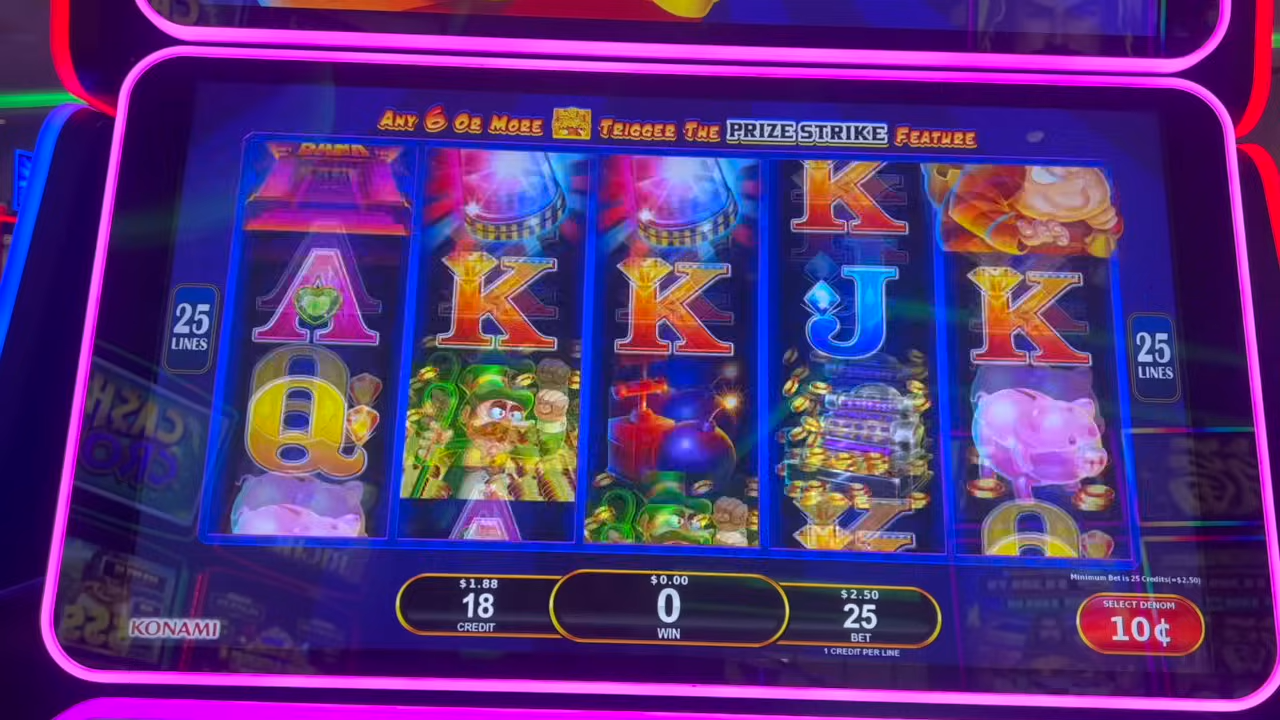 ANY 6 OR MORE TRIGGER THE PRIZE STRIKE FEATURE
K
A K K J K
Q
A
Q
25 LINES
25 LINES
$1.88
18
CREDIT
$0.00
0
WIN
$2.50
25
BET
1 CREDIT PER LINE
Minimum Bet is 25 Credits(=$2.50)
SELECT DENOM
10¢
KONAMI